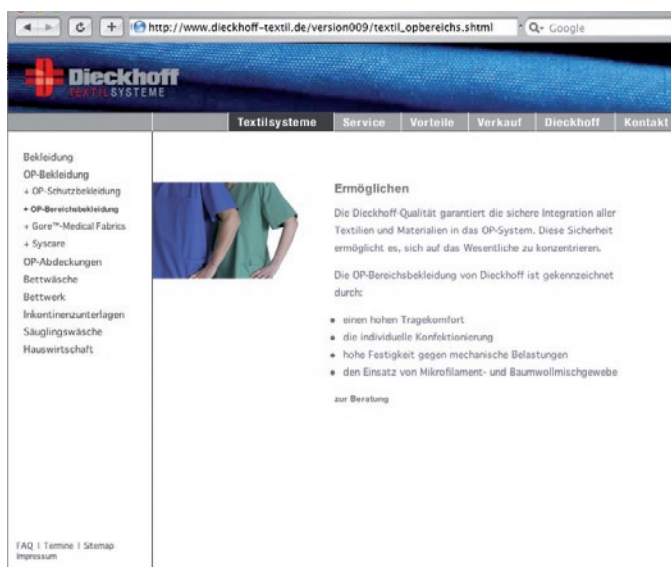 http://www.dieckhoff-textil.de/version009/textil_opbereichs.shtml
Google
Dieckhoff
TEXTILSYSTEME
Textilsysteme Service Vorteile Verkauf Dieckhoff Kontakt
Bekleidung
OP-Bekleidung
+ OP-Schutzbekleidung
+ OP-Bereichsbekleidung
+ Gore™-Medical Fabrics
+ Syscare
OP-Abdeckungen
Bettwäsche
Bettwerk
Inkontinenzunterlagen
Säuglingswäsche
Hauswirtschaft
Ermöglichen
Die Dieckhoff-Qualität garantiert die sichere Integration aller
Textilien und Materialien in das OP-System. Diese Sicherheit
ermöglicht es, sich auf das Wesentliche zu konzentrieren.
Die OP-Bereichsbekleidung von Dieckhoff ist gekennzeichnet
durch:
• einen hohen Tragekomfort
• die individuelle Konfektionierung
• hohe Festigkeit gegen mechanische Belastungen
• den Einsatz von Mikrofilament- und Baumwollmischgewebe
zur Beratung
FAQ | Termine | Sitemap
Impressum